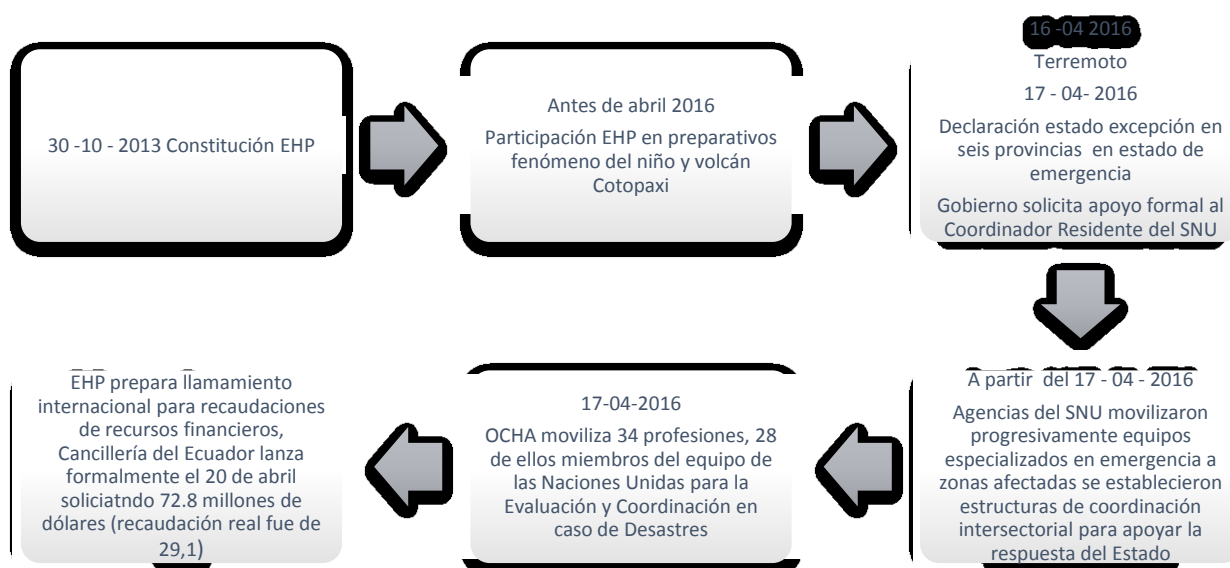 30 -10 - 2013 Constitución EHP
Antes de abril 2016
Participación EHP en preparativos
fenómeno del niño y volcán
Cotopaxi
16 -04 2016
Terremoto
17 - 04- 2016
Declaración estado excepción en
seis provincias en estado de
emergencia
Gobierno solicita apoyo formal al
Coordinador Residente del SNU
A partir del 17 - 04 - 2016
Agencias del SNU movilizaron
progresivamente equipos
especializados en emergencia a
zonas afectadas se establecieron
estructuras de coordinación
intersectorial para apoyar la
respuesta del Estado
17-04-2016
OCHA moviliza 34 profesiones, 28
de ellos miembros del equipo de
las Naciones Unidas para la
Evaluación y Coordinación en
caso de Desastres
EHP prepara llamamiento
internacional para recaudaciones
de recursos financieros,
Cancillería del Ecuador lanza
formalmente el 20 de abril
soliciatndo 72.8 millones de
dólares (recaudación real fue de
29,1)